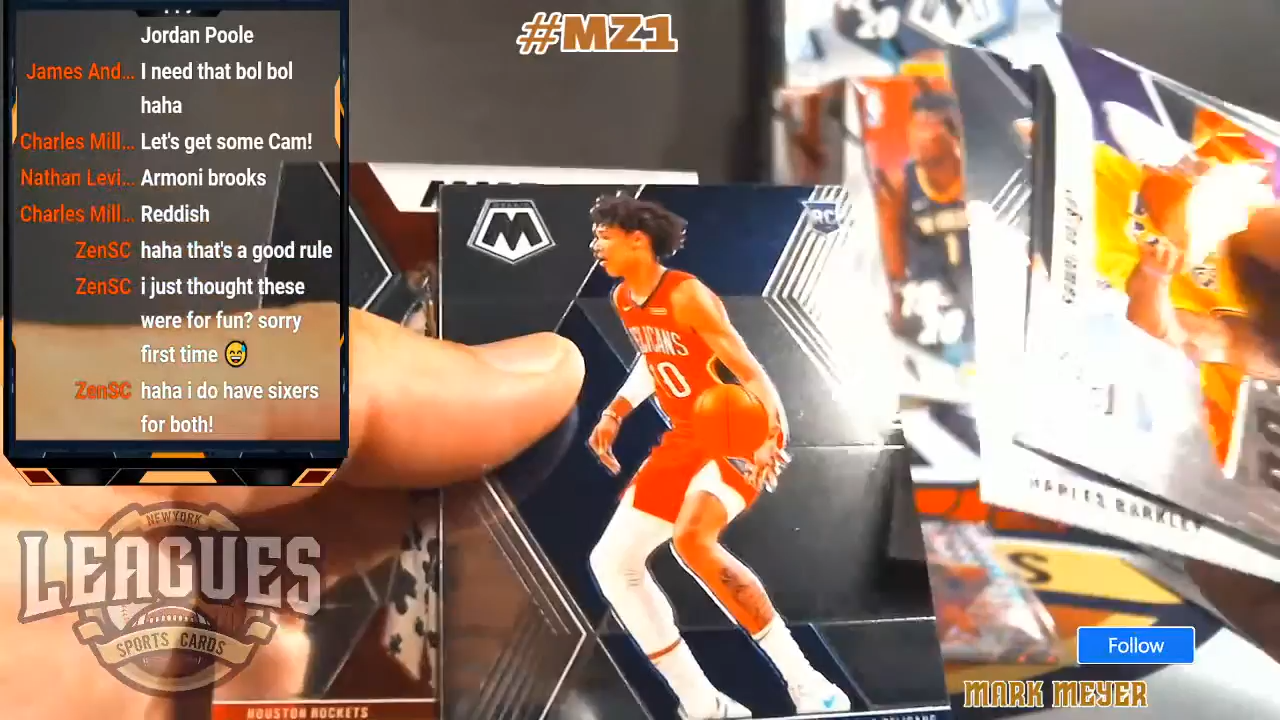 #MZ1
Jordan Poole
James And... I need that bol bol
haha
Charles Mill... Let's get some Cam!
Nathan Levi... Armoni brooks
Charles Mill... Reddish
ZenSC haha that's a good rule
ZenSC i just thought these
were for fun? sorry
first time 😅
ZenSC haha i do have sixers
for both!
M
RC
PELICANS
10
CHARLES BARKLEY
NEW YORK
LEAGUES
SPORTS CARDS
HOUSTON ROCKETS
S
Follow
MARK MEYER